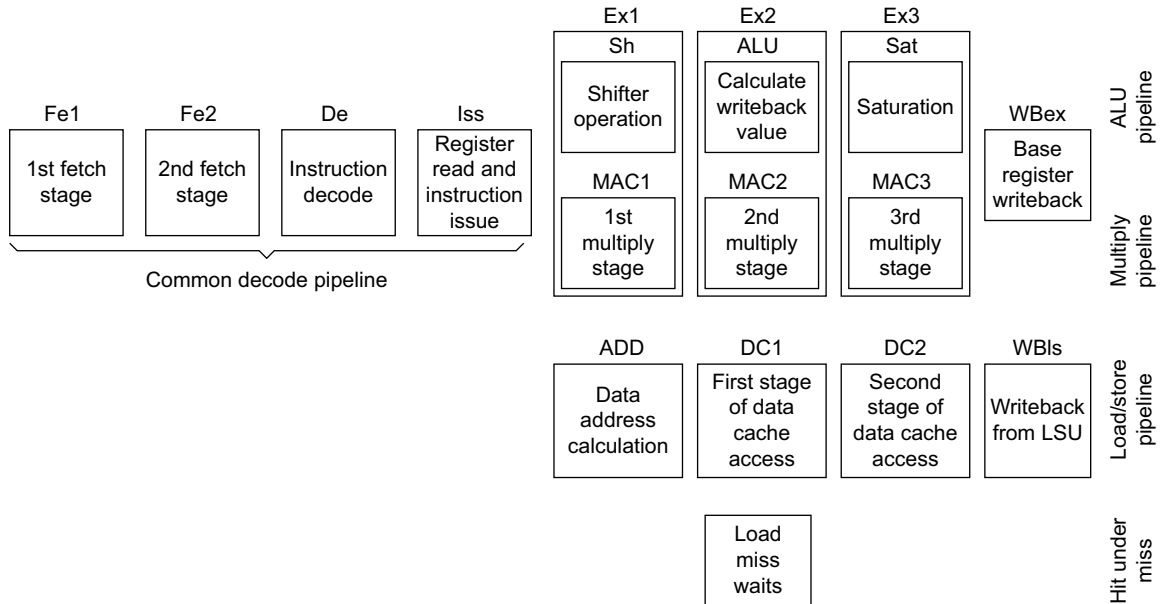 Ex1
Ex2
Ex3
Sh
ALU
Sat
Fe1
Fe2
De
Iss
1st fetch
stage
2nd fetch
stage
Instruction
decode
Register
read and
instruction
issue
Shifter
operation
Calculate
writeback
value
Saturation
WBex
Base
register
writeback
ALU
pipeline
MAC1
MAC2
MAC3
1st
multiply
stage
2nd
multiply
stage
3rd
multiply
stage
Multiply
pipeline
Common decode pipeline
ADD
DC1
DC2
WBls
Data
address
calculation
First stage
of data
cache
access
Second
stage of
data cache
access
Writeback
from LSU
Load/store
pipeline
Load
miss
waits
Hit under
miss